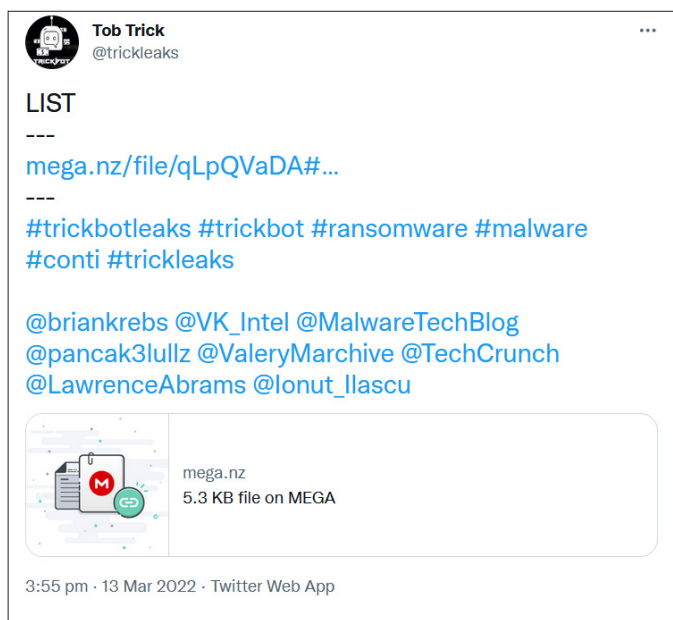 Tob Trick
@trickleaks
TRICKBOT
LIST
---
mega.nz/file/qLpQVaDA#...
---
#trickbotleaks #trickbot #ransomware #malware
#conti #trickleaks
@briankrebs @VK_Intel @MalwareTechBlog
@pancak3lullz @ValeryMarchive @TechCrunch
@LawrenceAbrams @Ionut_Ilascu
M
mega.nz
5.3 KB file on MEGA
3:55 pm · 13 Mar 2022 · Twitter Web App